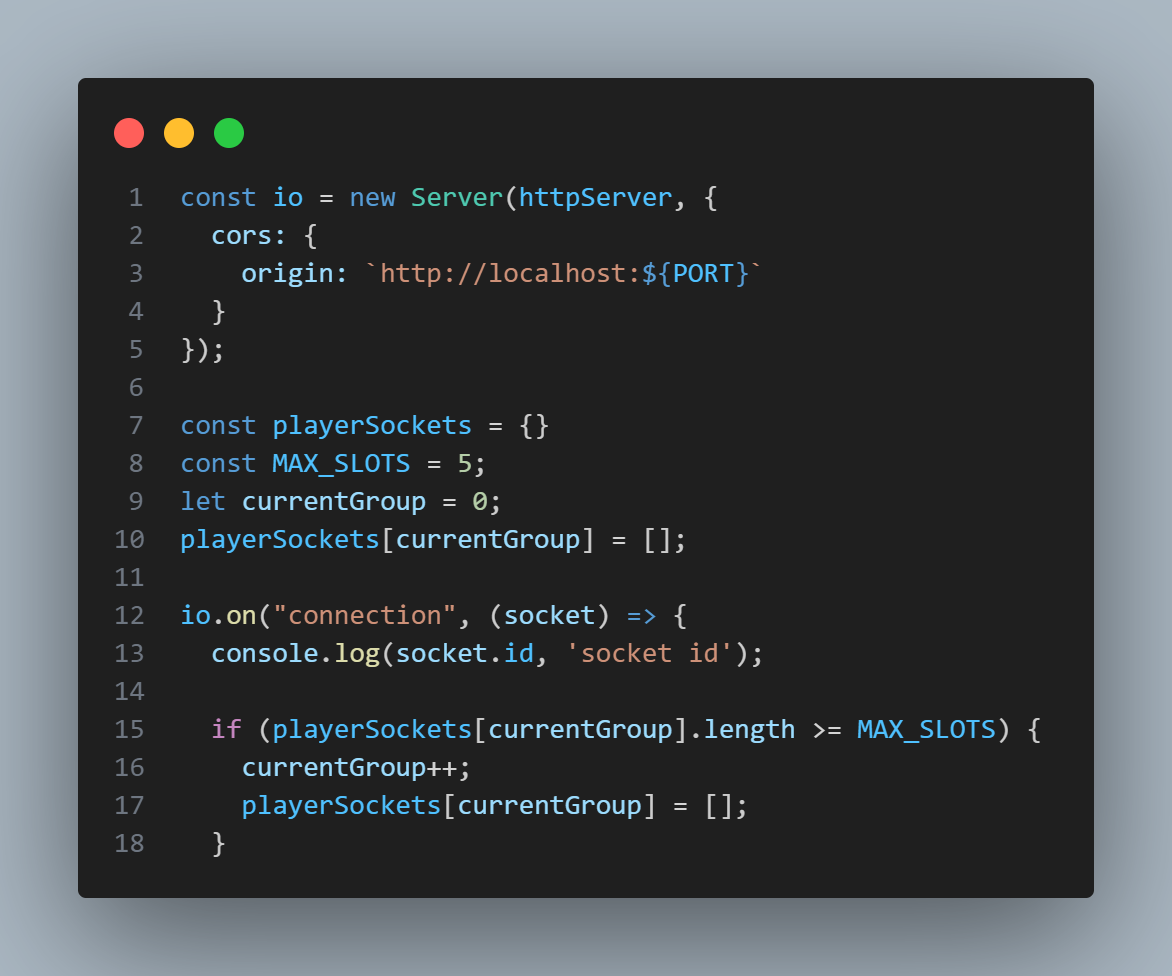 1 const io = new Server(httpServer, {
2   cors: {
3     origin: `http://localhost:${PORT}`
4   }
5 });
6
7 const playerSockets = {}
8 const MAX_SLOTS = 5;
9 let currentGroup = 0;
10 playerSockets[currentGroup] = [];
11
12 io.on("connection", (socket) => {
13   console.log(socket.id, 'socket id');
14
15   if (playerSockets[currentGroup].length >= MAX_SLOTS) {
16     currentGroup++;
17     playerSockets[currentGroup] = [];
18   }